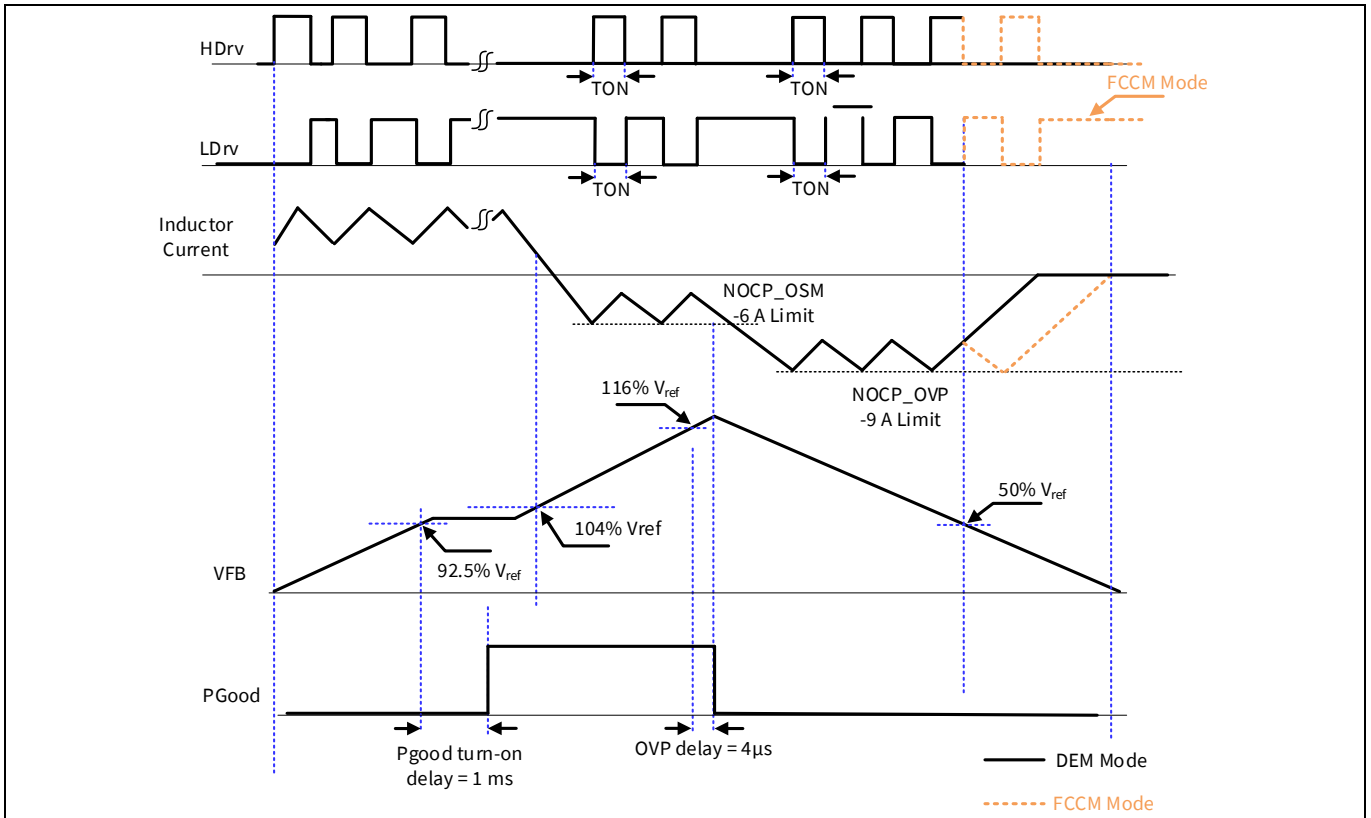 HDrv
TON
TON
FCCM Mode
LDrv
TON
TON
Inductor
Current
NOCP_OSM
-6 A Limit
NOCP_OVP
-9 A Limit
116% Vref
50% Vref
104% Vref
92.5% Vref
VFB
PGood
Pgood turn-on
delay = 1 ms
OVP delay = 4µs
DEM Mode
FCCM Mode